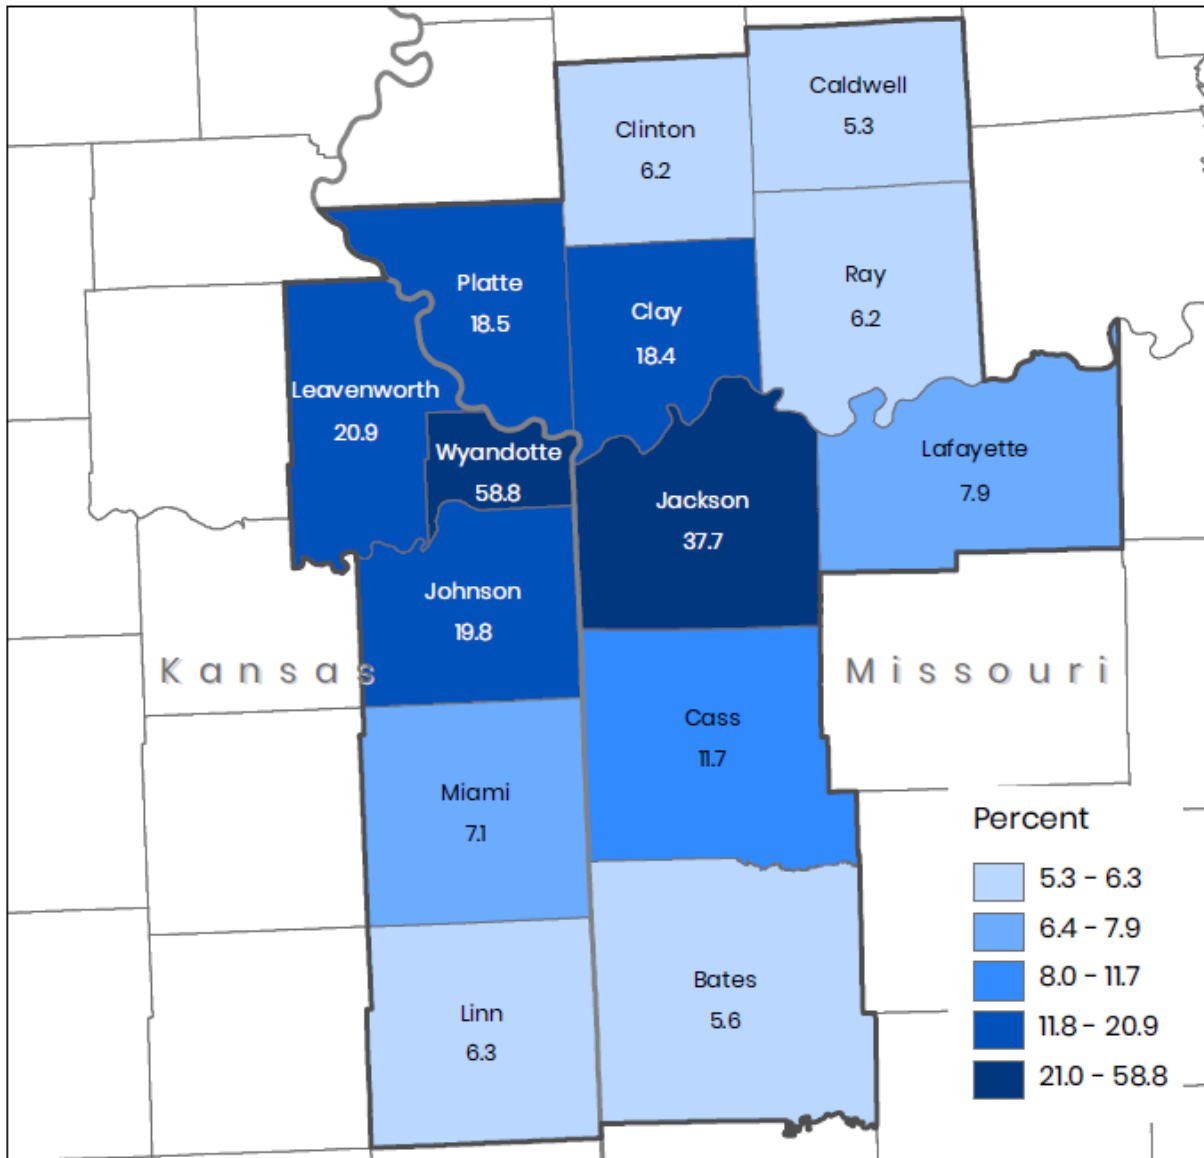 Caldwell
5.3
Clinton
6.2
Ray
6.2
Platte
18.5
Clay
18.4
Leavenworth
20.9
Wyandotte
58.8
Lafayette
7.9
Jackson
37.7
Johnson
19.8
Kansas
Missouri
Cass
11.7
Miami
7.1
Bates
5.6
Linn
6.3
Percent
5.3 - 6.3
6.4 - 7.9
8.0 - 11.7
11.8 - 20.9
21.0 - 58.8